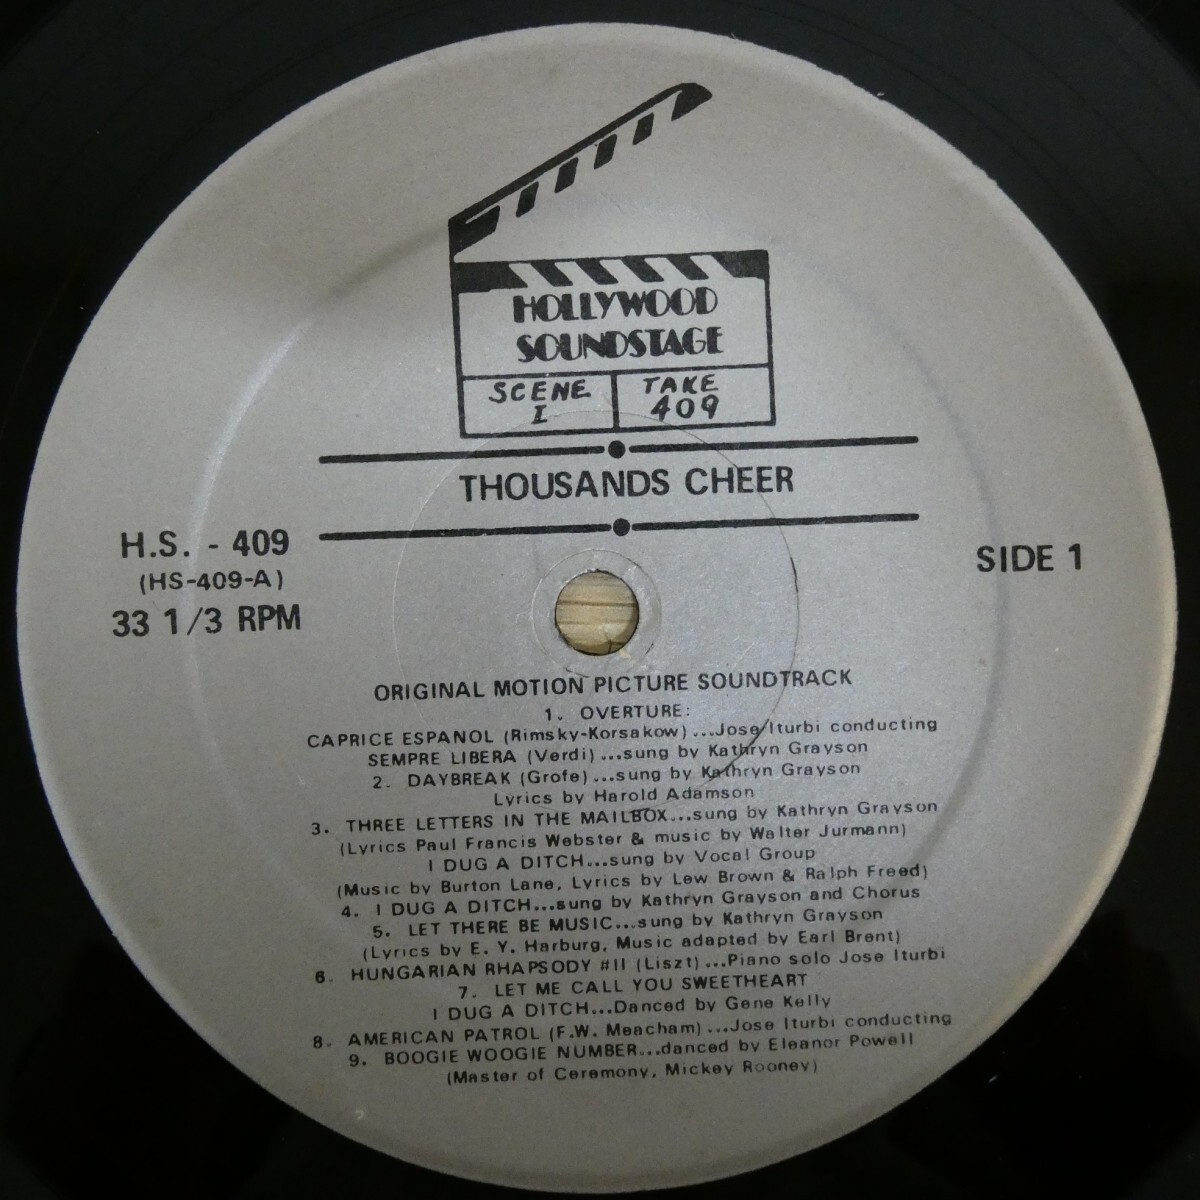 HOLLYWOOD
SOUNDSTAGE
SCENE TAKE
I 409
THOUSANDS CHEER
H.S. - 409
(HS-409-A)
33 1/3 RPM
SIDE 1
ORIGINAL MOTION PICTURE SOUNDTRACK
1. OVERTURE:
CAPRICE ESPANOL (Rimsky-Korsakow)...Jose Iturbi conducting
SEMPRE LIBERA (Verdi)...sung by Kathryn Grayson
2. DAYBREAK (Grofe)...sung by Kathryn Grayson
Lyrics by Harold Adamson
3. THREE LETTERS IN THE MAILBOX...sung by Kathryn Grayson
(Lyrics Paul Francis Webster & music by Walter Jurmann)
I DUG A DITCH...sung by Vocal Group
(Music by Burton Lane, Lyrics by Lew Brown & Ralph Freed)
4. I DUG A DITCH...sung by Kathryn Grayson and Chorus
5. LET THERE BE MUSIC...sung by Kathryn Grayson
(Lyrics by E. Y. Harburg, Music adapted by Earl Brent)
6. HUNGARIAN RHAPSODY #II (Liszt)...Piano solo Jose Iturbi
7. LET ME CALL YOU SWEETHEART
I DUG A DITCH...Danced by Gene Kelly
8. AMERICAN PATROL (F.W. Meacham)...Jose Iturbi conducting
9. BOOGIE WOOGIE NUMBER...danced by Eleanor Powell
(Master of Ceremony, Mickey Rooney)